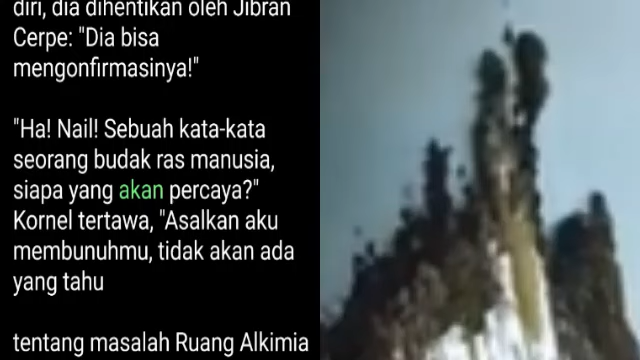 diri, dia dihentikan oleh Jibran
Cerpe: "Dia bisa
mengonfirmasinya!"
"Ha! Nail! Sebuah kata-kata
seorang budak ras manusia,
siapa yang akan percaya?"
Kornel tertawa, "Asalkan aku
membunuhmu, tidak akan ada
yang tahu
tentang masalah Ruang Alkimia